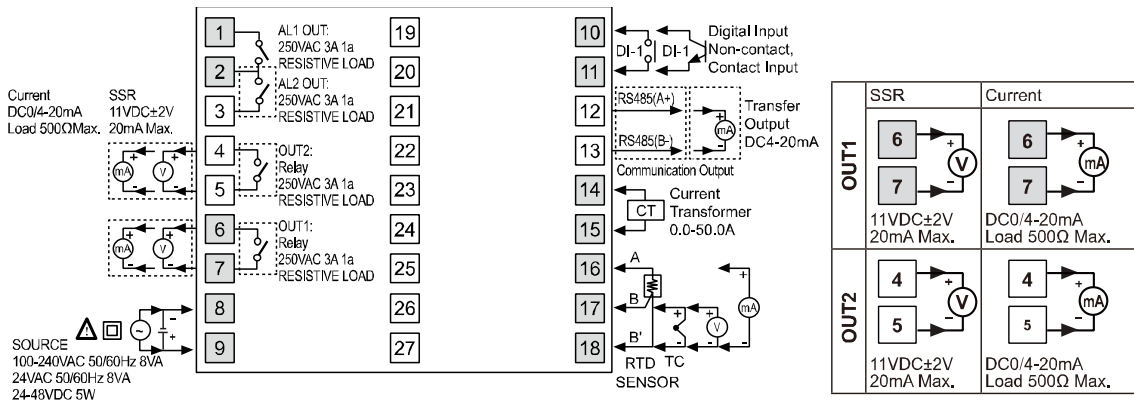 Current
DC0/4-20mA
Load 500ΩMax.
SSR
11VDC±2V
20mA Max.
mA
V
mA
V
SOURCE
100-240VAC 50/60Hz 8VA
24VAC 50/60Hz 8VA
24-48VDC 5W
1
2
3
4
5
6
7
8
9
AL1 OUT:
250VAC 3A 1a
RESISTIVE LOAD
AL2 OUT:
250VAC 3A 1a
RESISTIVE LOAD
OUT2:
Relay
250VAC 3A 1a
RESISTIVE LOAD
OUT1:
Relay
250VAC 3A 1a
RESISTIVE LOAD
19
20
21
22
23
24
25
26
27
10
11
12
13
14
15
16
17
18
DI-1
DI-1
Digital Input
Non-contact,
Contact Input
RS485(A+)
RS485(B-)
mA
Transfer
Output
DC4-20mA
Communication Output
CT
Current
Transformer
0.0-50.0A
A
B
B'
V
mA
RTD TC
SENSOR
SSR Current
OUT1
6
7
V
11VDC±2V
20mA Max.
6
7
mA
DC0/4-20mA
Load 500Ω Max.
OUT2
4
5
V
11VDC±2V
20mA Max.
4
5
mA
DC0/4-20mA
Load 500Ω Max.